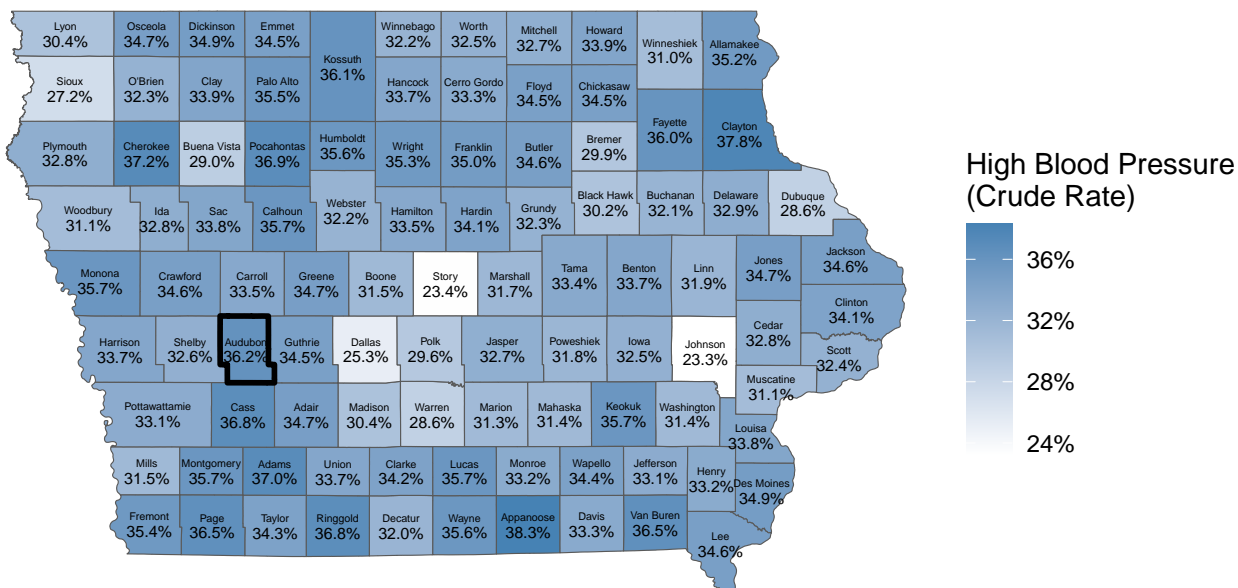 Lyon
30.4%
Osceola
34.7%
Dickinson
34.9%
Emmet
34.5%
Kossuth
36.1%
Winnebago
32.2%
Worth
32.5%
Mitchell
32.7%
Howard
33.9%
Winneshiek
31.0%
Allamakee
35.2%
Sioux
27.2%
O'Brien
32.3%
Clay
33.9%
Palo Alto
35.5%
Hancock
33.7%
Cerro Gordo
33.3%
Floyd
34.5%
Chickasaw
34.5%
Fayette
36.0%
Clayton
37.8%
Plymouth
32.8%
Cherokee
37.2%
Buena Vista
29.0%
Pocahontas
36.9%
Humboldt
35.6%
Wright
35.3%
Franklin
35.0%
Butler
34.6%
Bremer
29.9%
Woodbury
31.1%
Ida
32.8%
Sac
33.8%
Calhoun
35.7%
Webster
32.2%
Hamilton
33.5%
Hardin
34.1%
Grundy
32.3%
Black Hawk
30.2%
Buchanan
32.1%
Delaware
32.9%
Dubuque
28.6%
Monona
35.7%
Crawford
34.6%
Carroll
33.5%
Greene
34.7%
Boone
31.5%
Story
23.4%
Marshall
31.7%
Tama
33.4%
Benton
33.7%
Linn
31.9%
Jones
34.7%
Jackson
34.6%
Clinton
34.1%
Harrison
33.7%
Shelby
32.6%
Audubon
36.2%
Guthrie
34.5%
Dallas
25.3%
Polk
29.6%
Jasper
32.7%
Poweshiek
31.8%
Iowa
32.5%
Johnson
23.3%
Cedar
32.8%
Scott
32.4%
Muscatine
31.1%
Pottawattamie
33.1%
Cass
36.8%
Adair
34.7%
Madison
30.4%
Warren
28.6%
Marion
31.3%
Mahaska
31.4%
Keokuk
35.7%
Washington
31.4%
Louisa
33.8%
Mills
31.5%
Montgomery
35.7%
Adams
37.0%
Union
33.7%
Clarke
34.2%
Lucas
35.7%
Monroe
33.2%
Wapello
34.4%
Jefferson
33.1%
Henry
33.2%
Des Moines
34.9%
Fremont
35.4%
Page
36.5%
Taylor
34.3%
Ringgold
36.8%
Decatur
32.0%
Wayne
35.6%
Appanoose
38.3%
Davis
33.3%
Van Buren
36.5%
Lee
34.6%
High Blood Pressure
(Crude Rate)
36%
32%
28%
24%